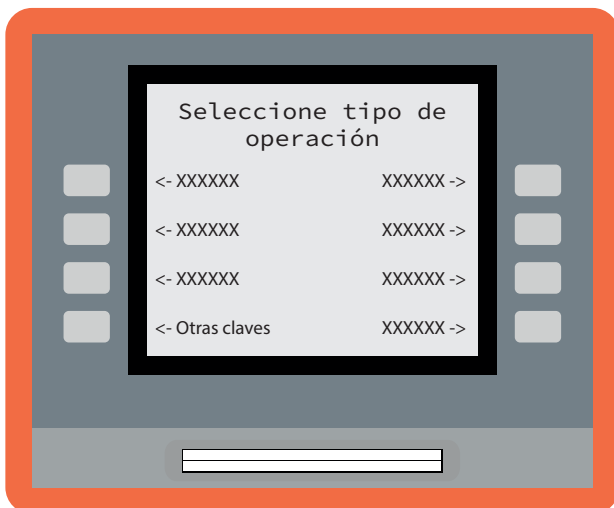 Seleccione tipo de
operación
<- XXXXXX XXXXXX ->
<- XXXXXX XXXXXX ->
<- XXXXXX XXXXXX ->
<- Otras claves XXXXXX ->